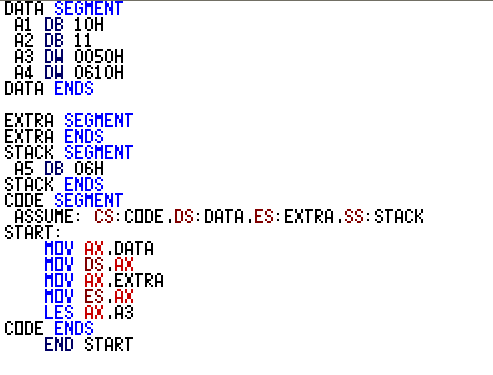 DATA SEGMENT
A1 DB 10H
A2 DB 11
A3 DW 0050H
A4 DW 0610H
DATA ENDS
EXTRA SEGMENT
EXTRA ENDS
STACK SEGMENT
A5 DB 06H
STACK ENDS
CODE SEGMENT
ASSUME: CS:CODE,DS:DATA,ES:EXTRA,SS:STACK
START:
MOV AX,DATA
MOV DS,AX
MOV AX,EXTRA
MOV ES,AX
LES AX,A3
CODE ENDS
END START